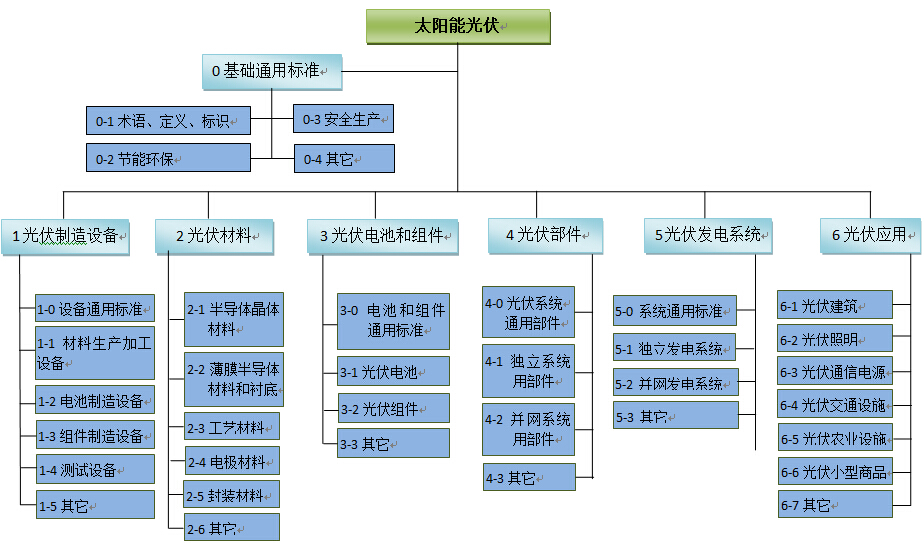 太阳能光伏
0 基础通用标准
0-1 术语、定义、标识
0-3 安全生产
0-2 节能环保
0-4 其它
1 光伏制造设备
1-0 设备通用标准
1-1 材料生产加工
设备
1-2 电池制造设备
1-3 组件制造设备
1-4 测试设备
1-5 其它
2 光伏材料
2-1 半导体晶体
材料
2-2 薄膜半导体
材料和衬底
2-3 工艺材料
2-4 电极材料
2-5 封装材料
2-6 其它
3 光伏电池和组件
3-0 电池和组件
通用标准
3-1 光伏电池
3-2 光伏组件
3-3 其它
4 光伏部件
4-0 光伏系统
通用部件
4-1 独立系统
用部件
4-2 并网系统
用部件
4-3 其它
5 光伏发电系统
5-0 系统通用标准
5-1 独立发电系统
5-2 并网发电系统
5-3 其它
6 光伏应用
6-1 光伏建筑
6-2 光伏照明
6-3 光伏通信电源
6-4 光伏交通设施
6-5 光伏农业设施
6-6 光伏小型商品
6-7 其它